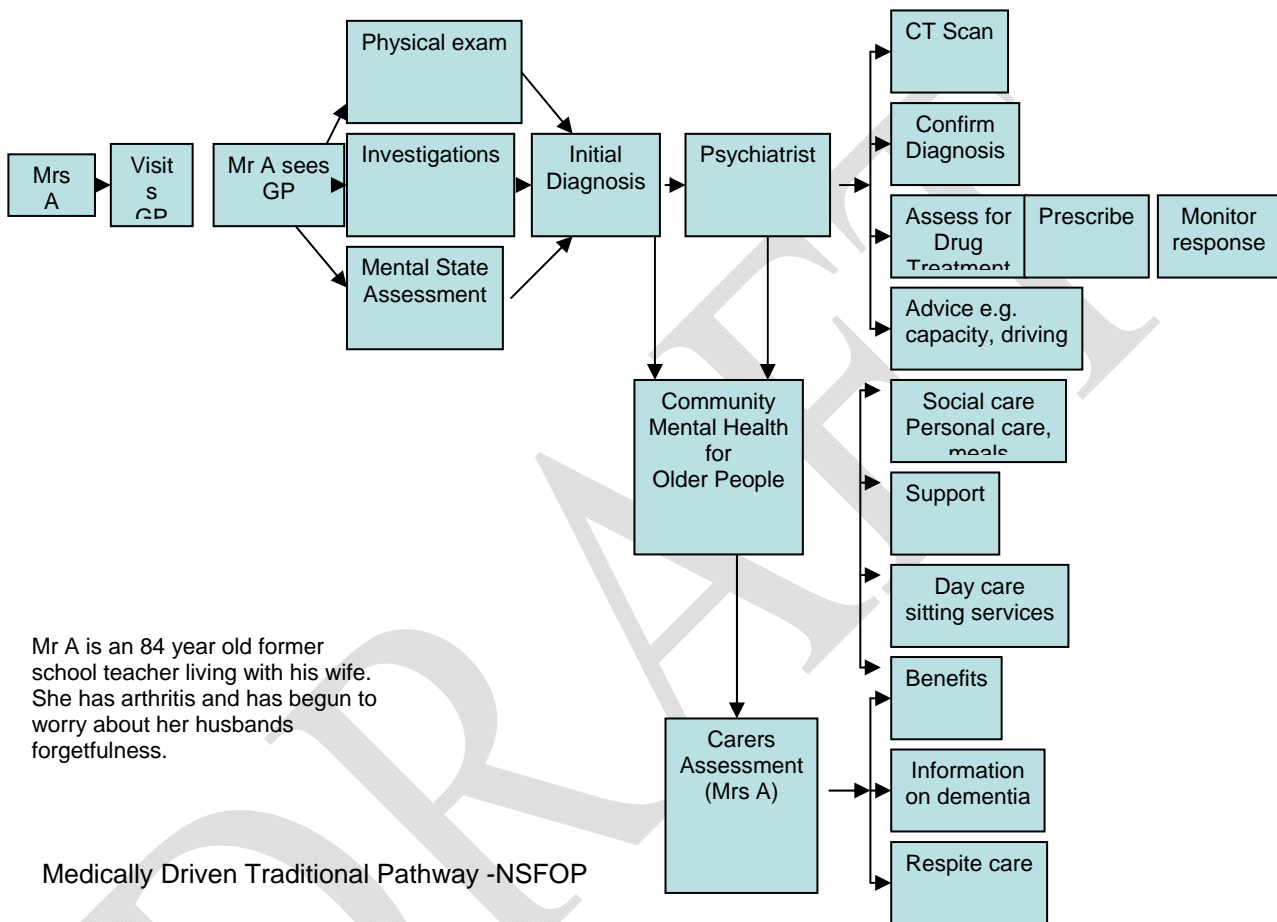 Mrs
A
Visit
s
GP
Mr A sees
GP
Physical exam
Investigations
Mental State
Assessment
Initial
Diagnosis
Psychiatrist
CT Scan
Confirm
Diagnosis
Assess for
Drug
Treatment
Prescribe
Monitor
response
Advice e.g.
capacity, driving
Community
Mental Health
for
Older People
Social care
Personal care,
meals
Support
Day care
sitting services
Benefits
Carers
Assessment
(Mrs A)
Information
on dementia
Respite care
Mr A is an 84 year old former
school teacher living with his wife.
She has arthritis and has begun to
worry about her husbands
forgetfulness.
Medically Driven Traditional Pathway -NSFOP
DRAFT